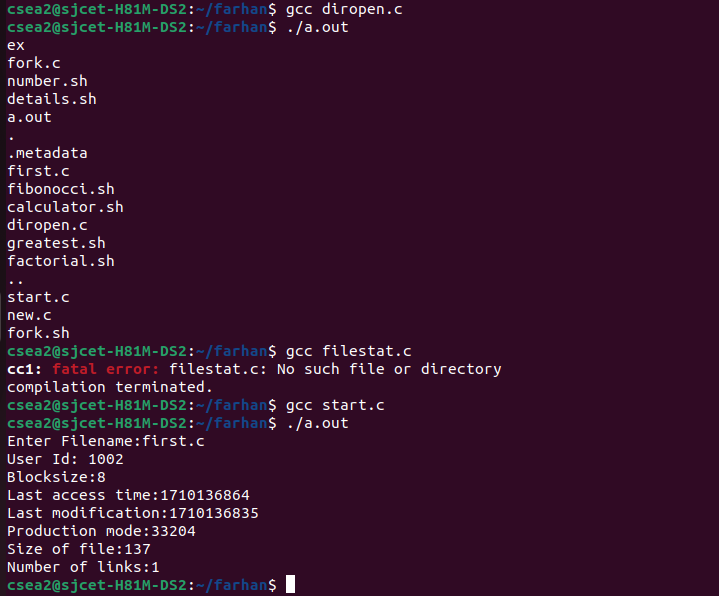 csea2@sjcet-H81M-DS2:~/farhan$ gcc diropen.c
csea2@sjcet-H81M-DS2:~/farhan$ ./a.out
ex
fork.c
number.sh
details.sh
a.out
.
.metadata
first.c
fibonocci.sh
calculator.sh
diropen.c
greatest.sh
factorial.sh
..
start.c
new.c
fork.sh
csea2@sjcet-H81M-DS2:~/farhan$ gcc filestat.c
cc1: fatal error: filestat.c: No such file or directory
compilation terminated.
csea2@sjcet-H81M-DS2:~/farhan$ gcc start.c
csea2@sjcet-H81M-DS2:~/farhan$ ./a.out
Enter Filename:first.c
User Id: 1002
Blocksize:8
Last access time:1710136864
Last modification:1710136835
Production mode:33204
Size of file:137
Number of links:1
csea2@sjcet-H81M-DS2:~/farhan$